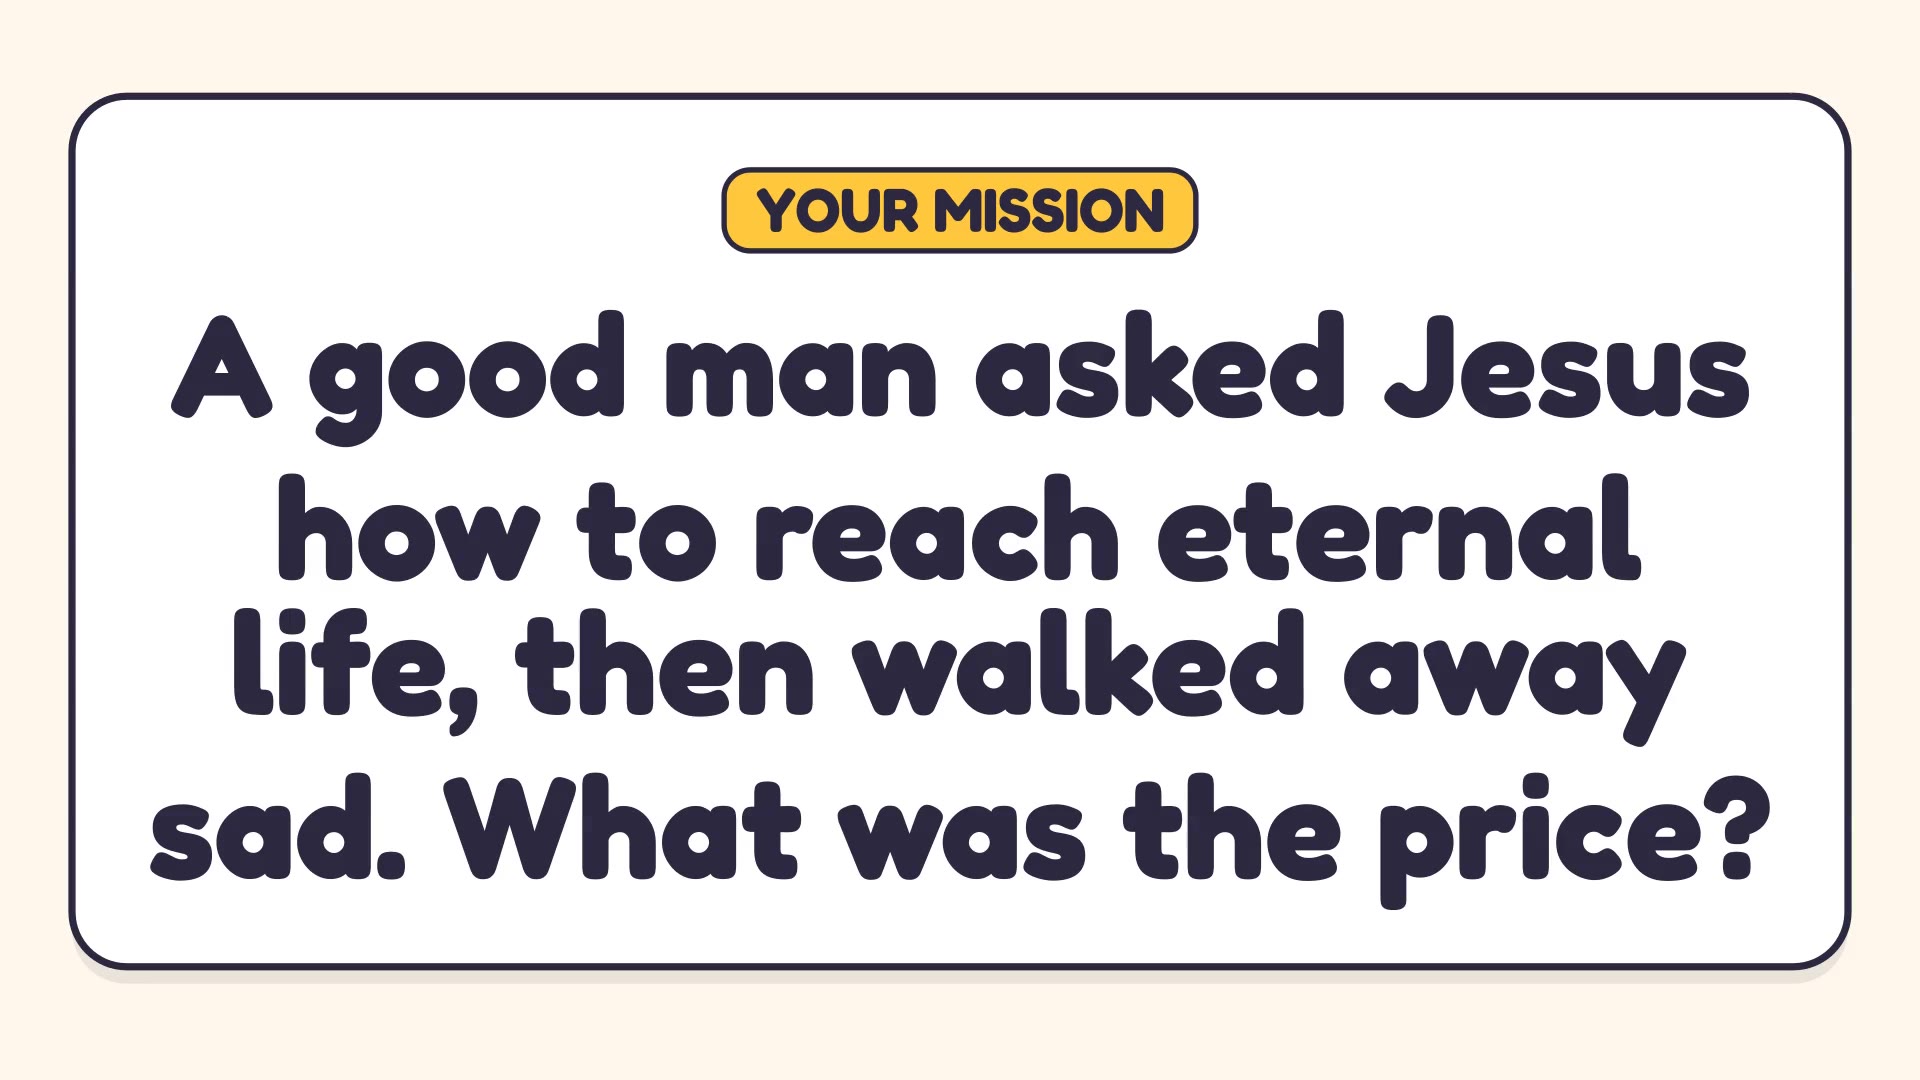 YOUR MISSION
A good man asked Jesus
how to reach eternal
life, then walked away
sad. What was the price?